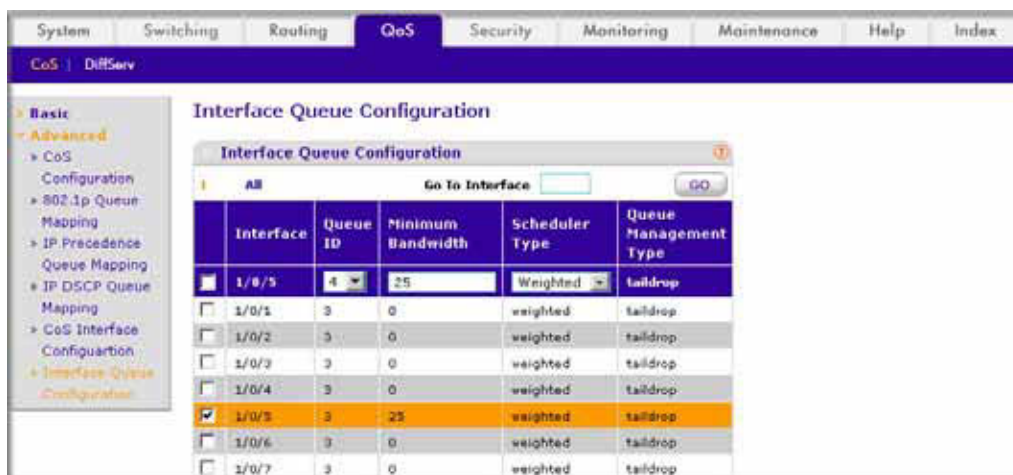 System Switching Routing QoS Security Monitoring Maintenance Help Index
CoS | DiffServ
Basic
Advanced
CoS
Configuration
802.1p Queue
Mapping
IP Precedence
Queue Mapping
IP DSCP Queue
Mapping
CoS Interface
Configuartion
Interface Queue
Configuration
Interface Queue Configuration
Interface Queue Configuration
1 All Go To Interface GO
Interface Queue ID Minimum Bandwidth Scheduler Type Queue Management Type
1/0/5 4 25 Weighted taildrop
1/0/1 3 0 weighted taildrop
1/0/2 3 0 weighted taildrop
1/0/3 3 0 weighted taildrop
1/0/4 3 0 weighted taildrop
1/0/5 3 25 weighted taildrop
1/0/6 3 0 weighted taildrop
1/0/7 3 0 weighted taildrop